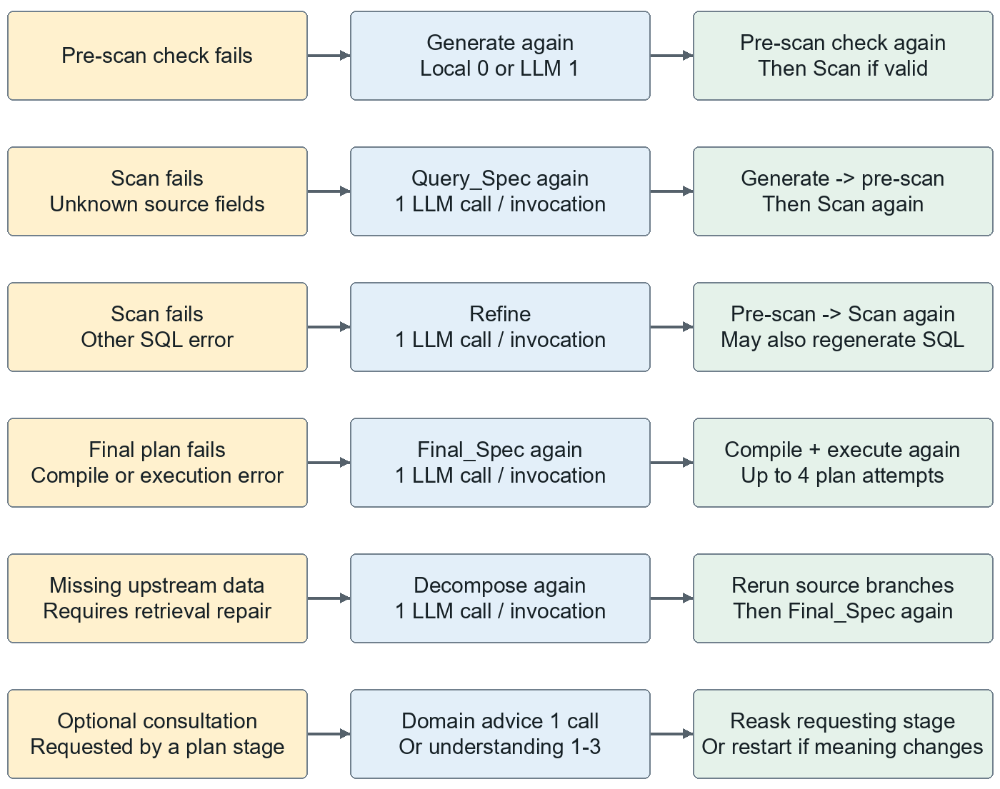 Pre-scan check fails
Generate again
Local 0 or LLM 1
Pre-scan check again
Then Scan if valid
Scan fails
Unknown source fields
Query_Spec again
1 LLM call / invocation
Generate -> pre-scan
Then Scan again
Scan fails
Other SQL error
Refine
1 LLM call / invocation
Pre-scan -> Scan again
May also regenerate SQL
Final plan fails
Compile or execution error
Final_Spec again
1 LLM call / invocation
Compile + execute again
Up to 4 plan attempts
Missing upstream data
Requires retrieval repair
Decompose again
1 LLM call / invocation
Rerun source branches
Then Final_Spec again
Optional consultation
Requested by a plan stage
Domain advice 1 call
Or understanding 1-3
Reask requesting stage
Or restart if meaning changes